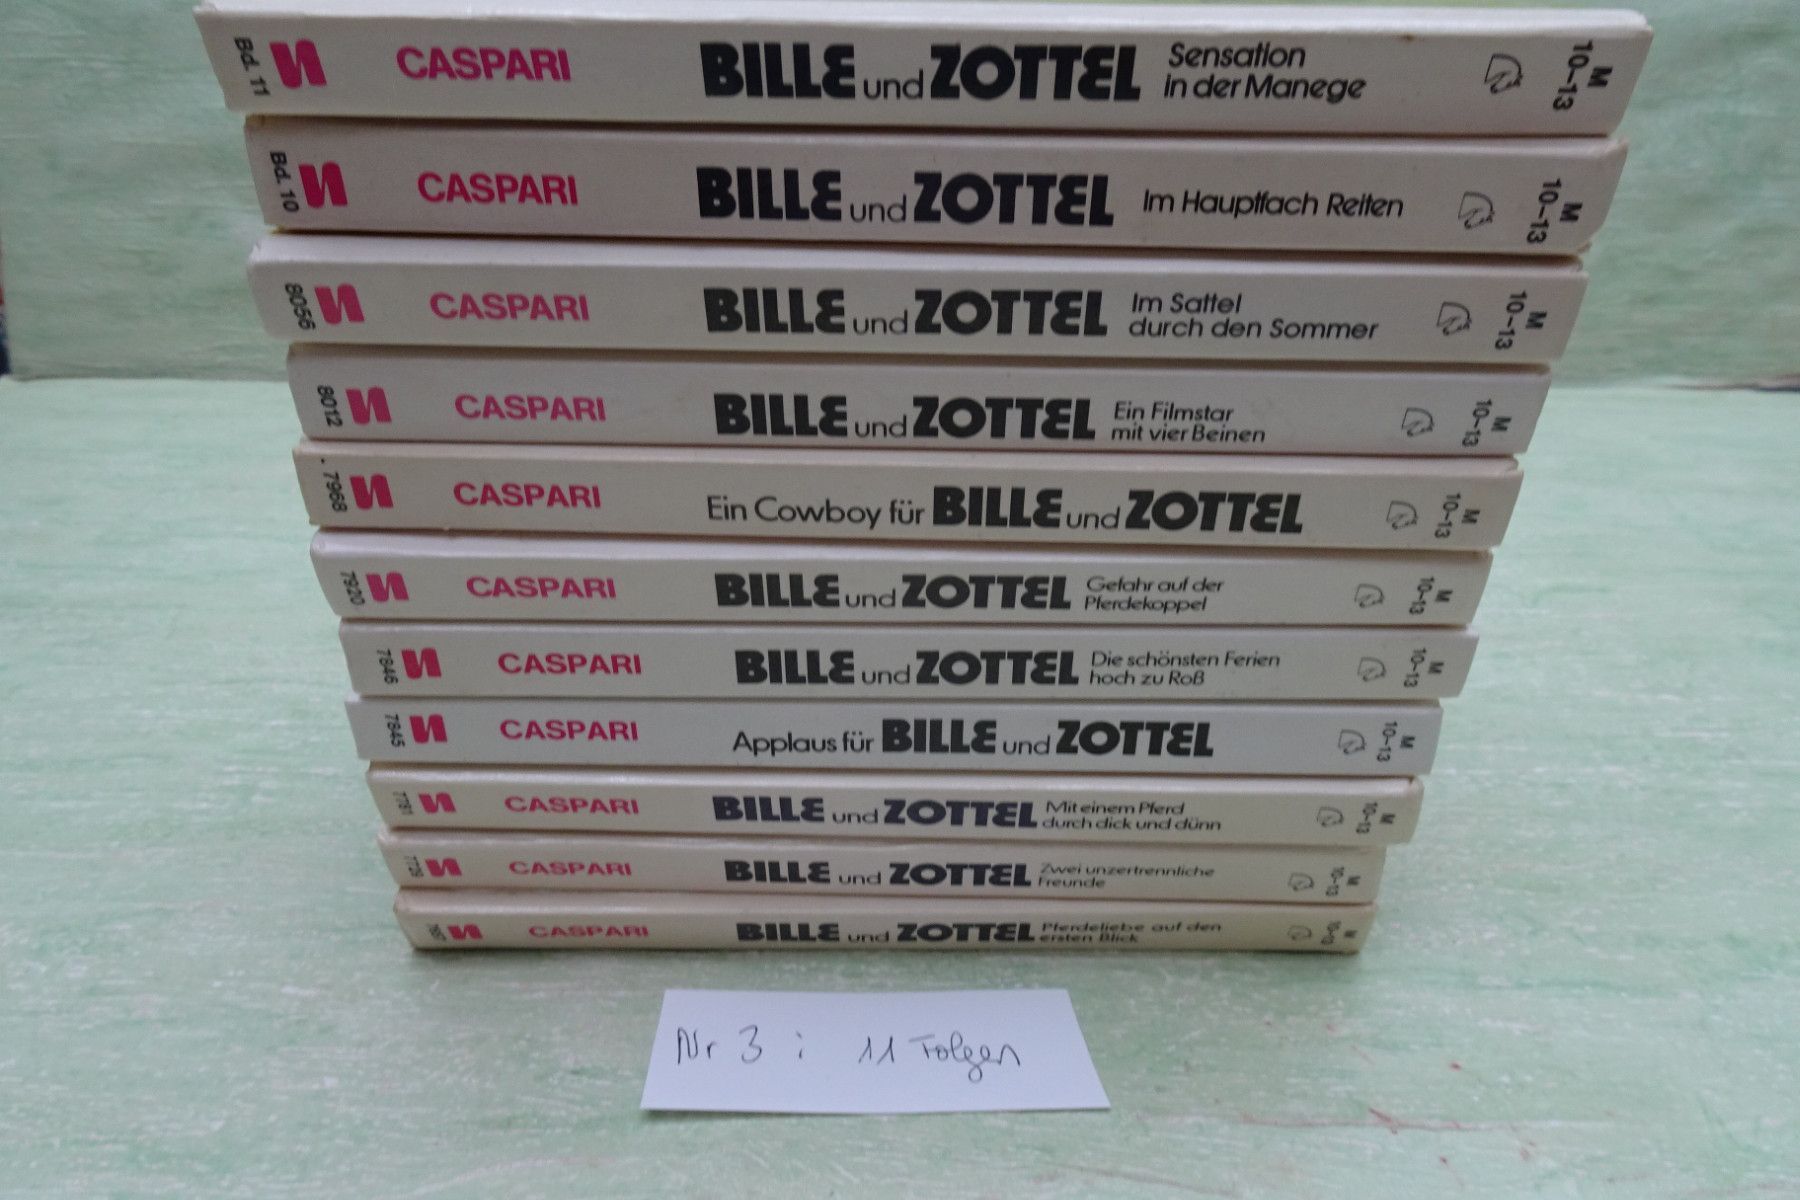 Bd. 11 CASPARI BILLE und ZOTTEL Sensation
in der Manege
M
10–13
Bd. 10 CASPARI BILLE und ZOTTEL Im Hauptfach Reiten
M
10–13
8056 CASPARI BILLE und ZOTTEL Im Sattel
durch den Sommer
M
10–13
8012 CASPARI BILLE und ZOTTEL Ein Filmstar
mit vier Beinen
M
10–13
7968 CASPARI Ein Cowboy für BILLE und ZOTTEL
M
10–13
7920 CASPARI BILLE und ZOTTEL Gefahr auf der
Pferdekoppel
M
10–13
7846 CASPARI BILLE und ZOTTEL Die schönsten Ferien
hoch zu Roß
M
10–13
7845 CASPARI Applaus für BILLE und ZOTTEL
M
10–13
CASPARI BILLE und ZOTTEL Mit einem Pferd
durch dick und dünn
M
10–13
CASPARI BILLE und ZOTTEL Zwei unzertrennliche
Freunde
M
10–13
CASPARI BILLE und ZOTTEL Pferdeliebe auf den
ersten Blick
M
10–13
Nr 3 : 11 Folgen